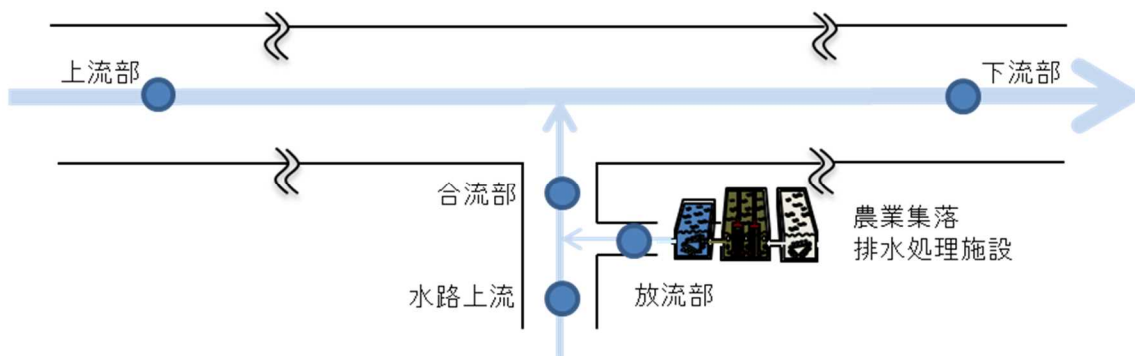 上流部
下流部
合流部
農業集落
排水処理施設
水路上流
放流部